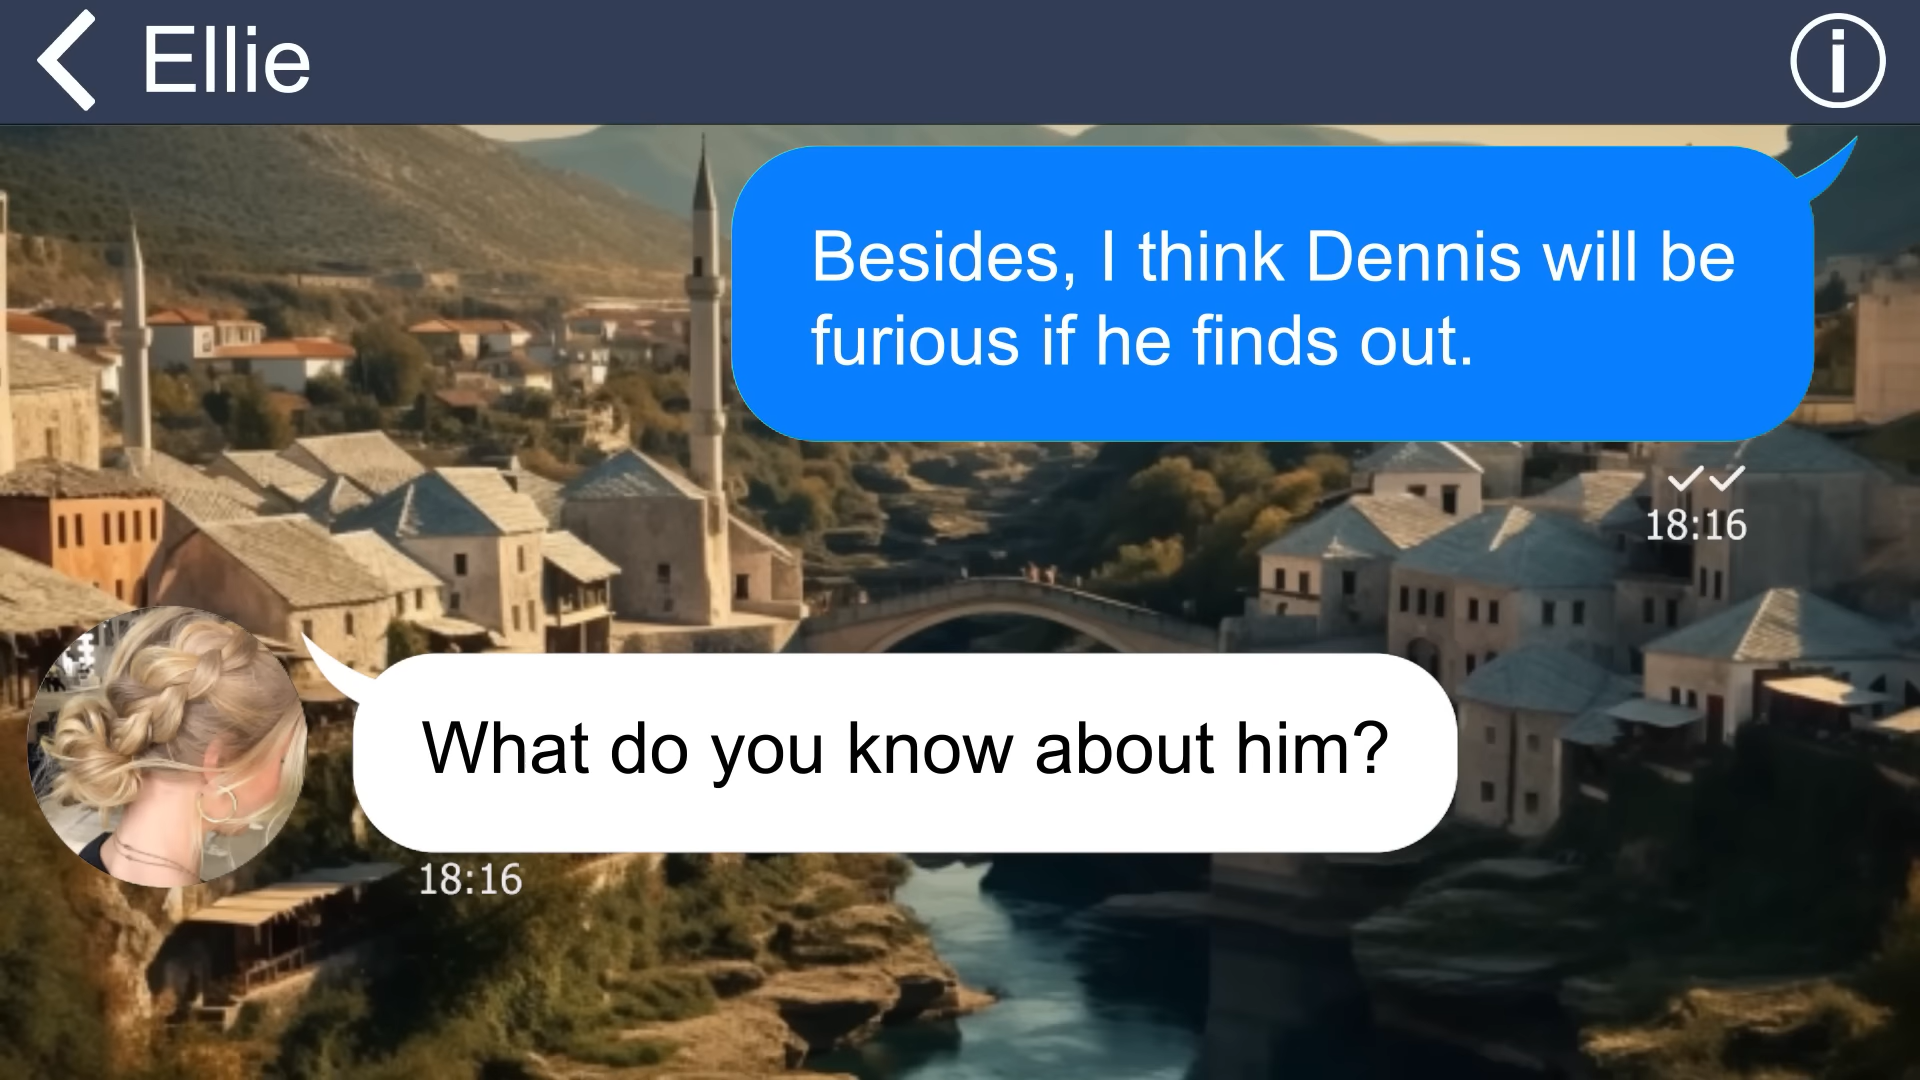 Ellie
Besides, I think Dennis will be
furious if he finds out.
18:16
What do you know about him?
18:16